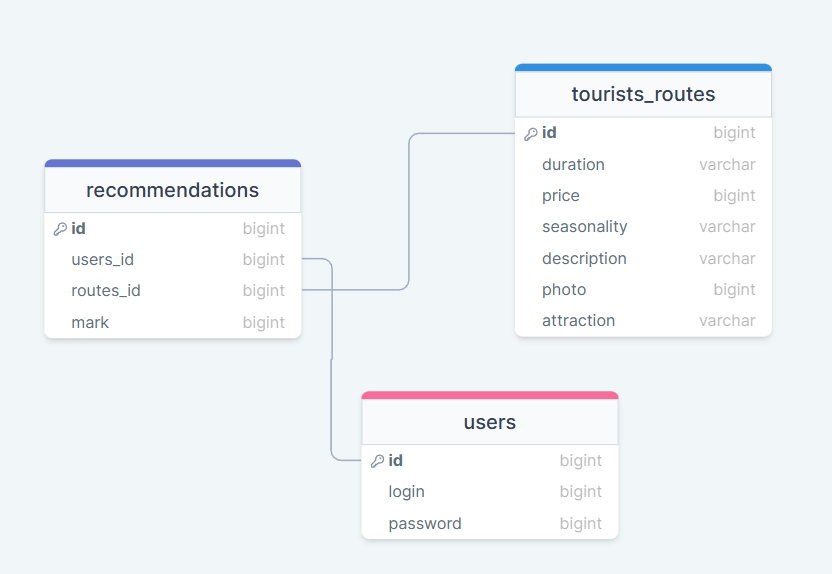 recommendations
id bigint
users_id bigint
routes_id bigint
mark bigint
tourists_routes
id bigint
duration varchar
price bigint
seasonality varchar
description varchar
photo bigint
attraction varchar
users
id bigint
login bigint
password bigint